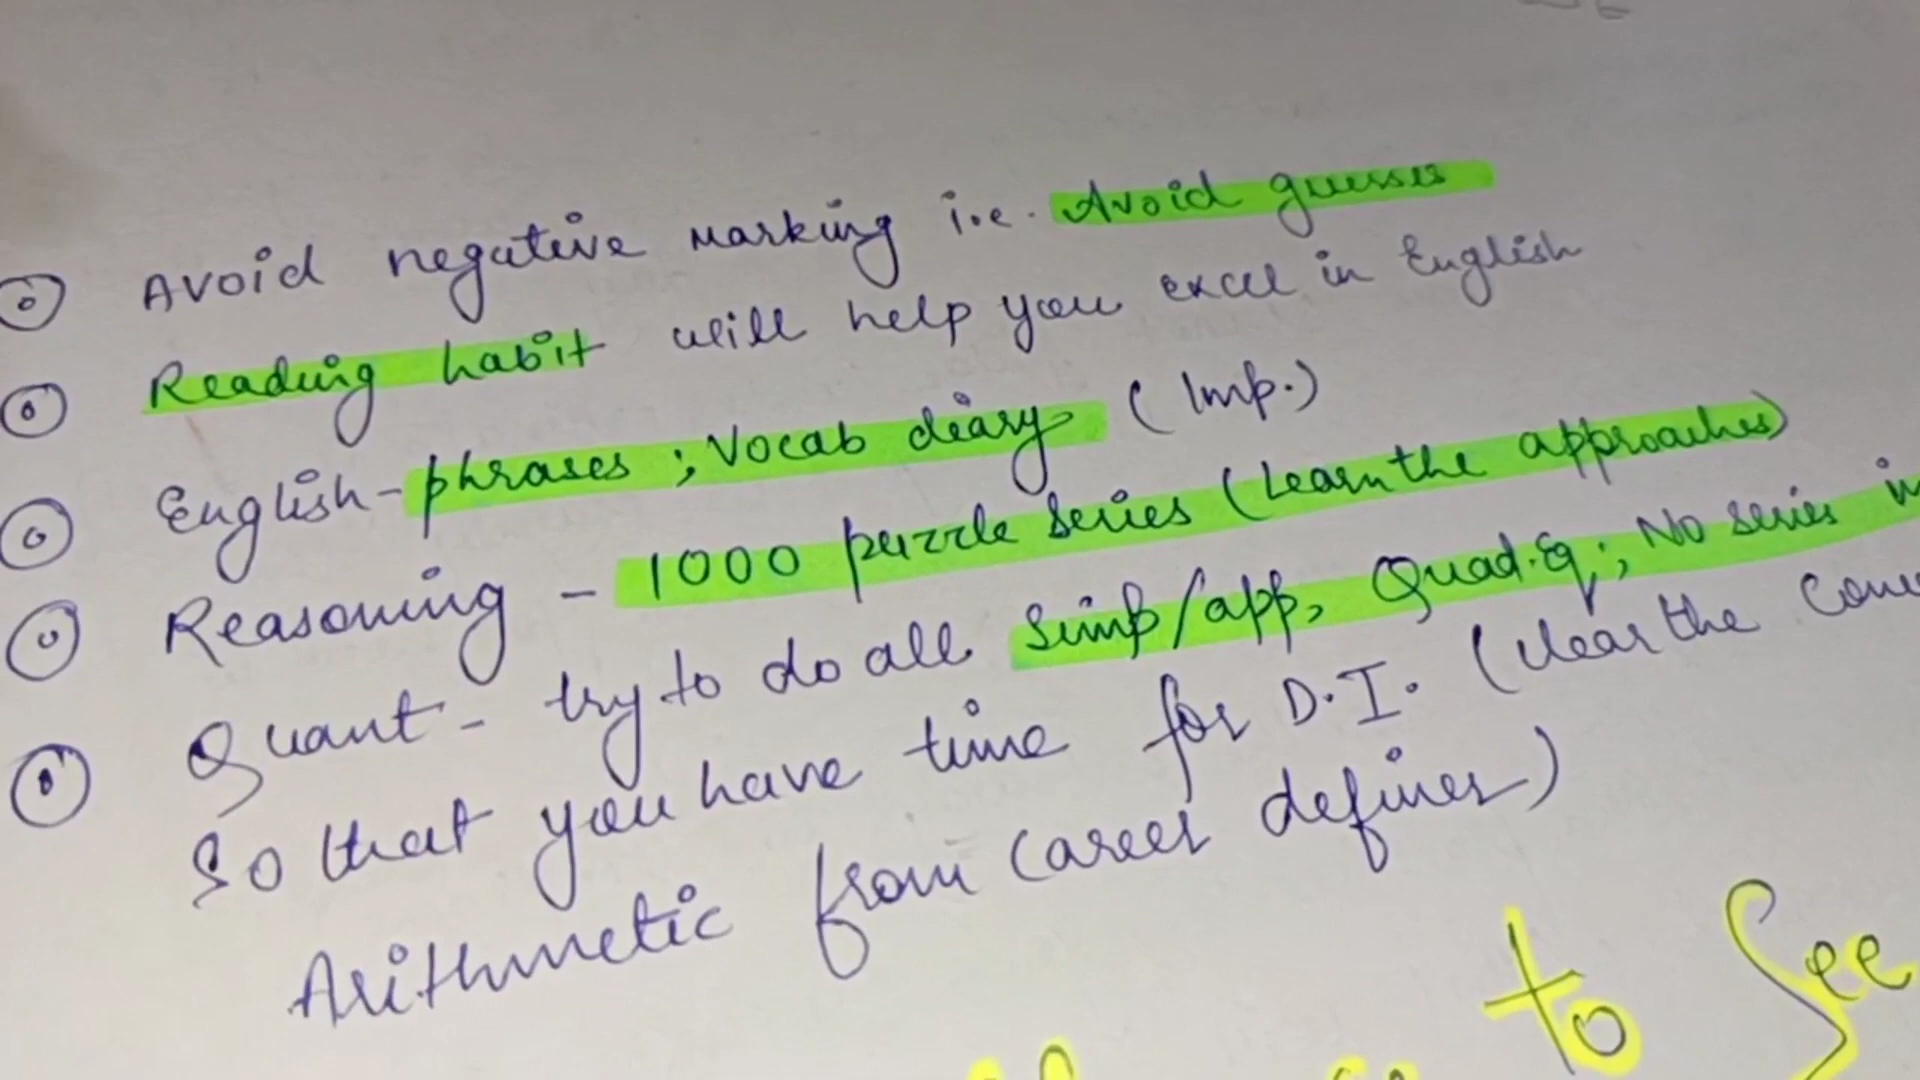 Avoid negative marking i.e. Avoid guesses
Reading habit will help you excel in English
English - phrases ; Vocab diary (Imp.)
Reasoning - 1000 puzzle series (Learn the approaches)
Quant - try to do all Simp/app, Quad. Eq. ; No series in
So that you have time for D.I. (clear the
Arithmetic from career definer)
to See